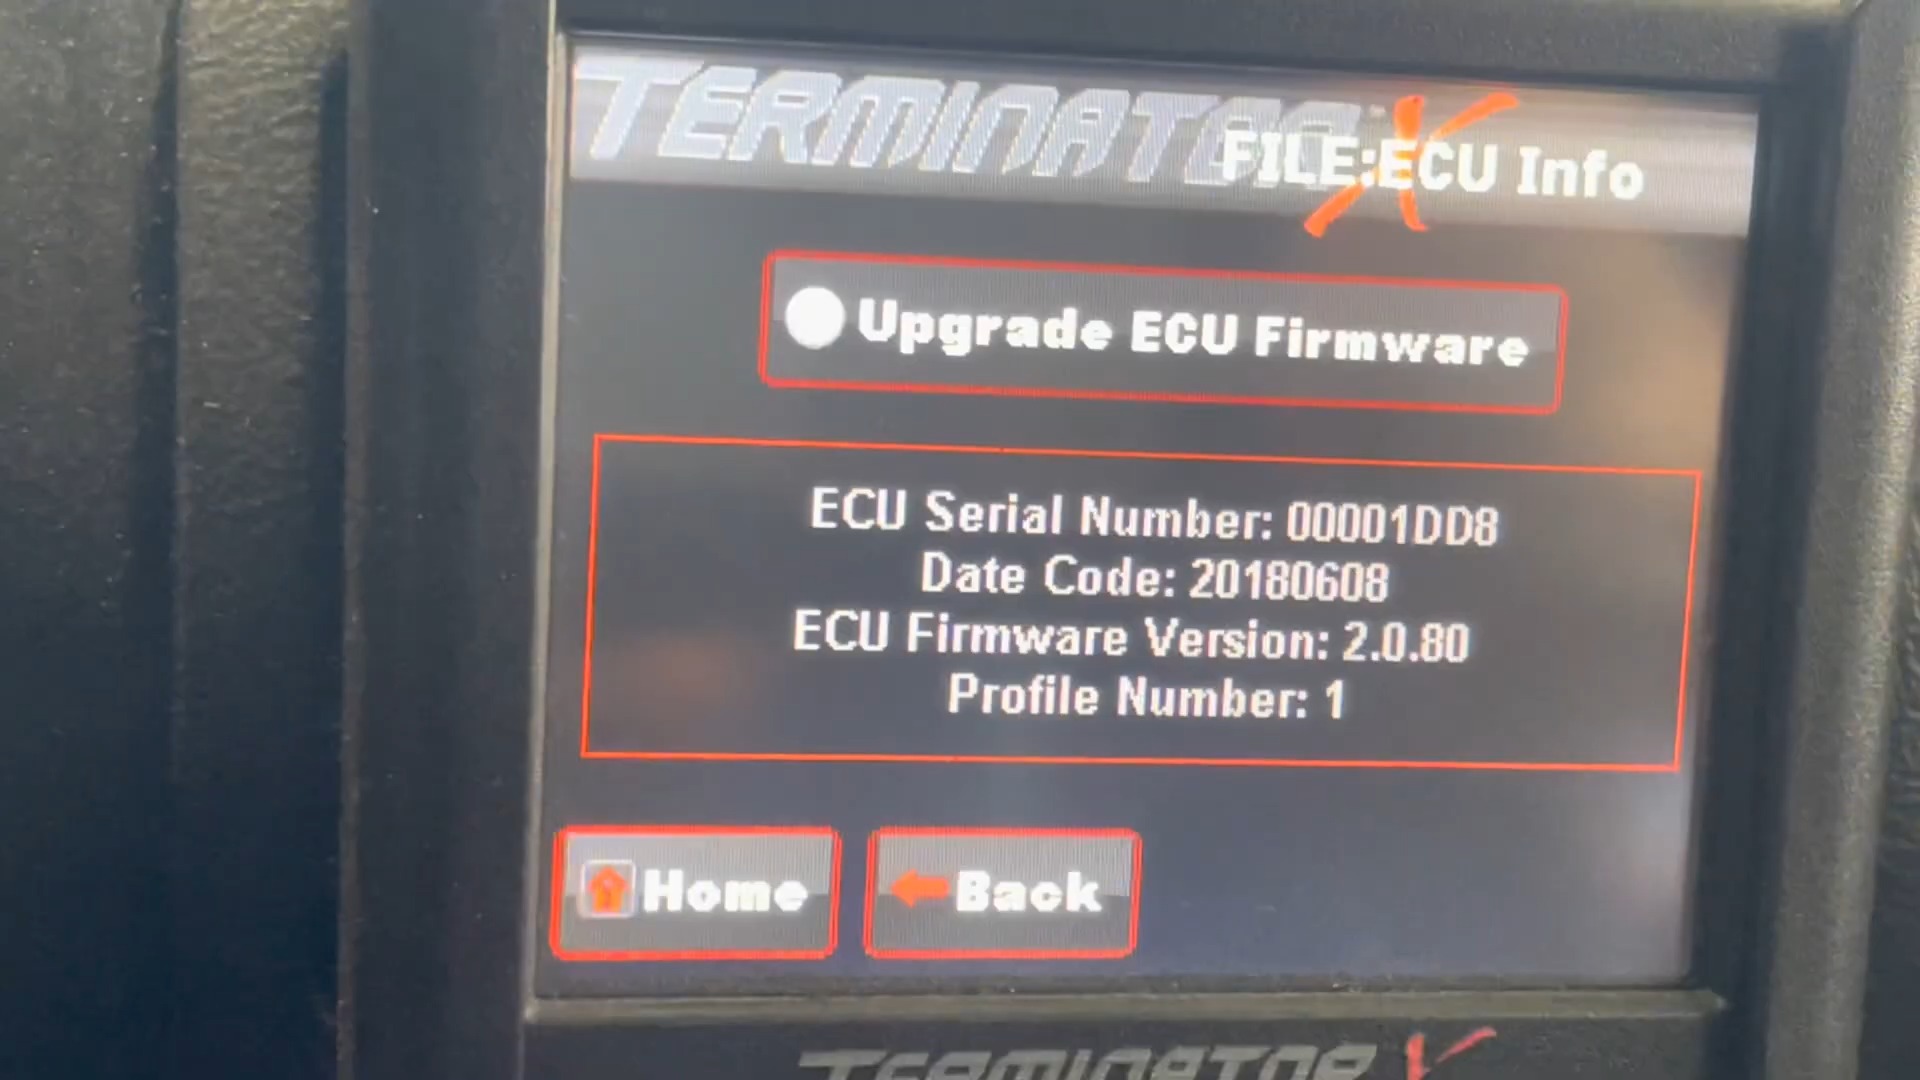 TERMINATOR X
FILE:ECU Info
Upgrade ECU Firmware
ECU Serial Number: 00001DD8
Date Code: 20180608
ECU Firmware Version: 2.0.80
Profile Number: 1
Home
Back
TERMINATOR X